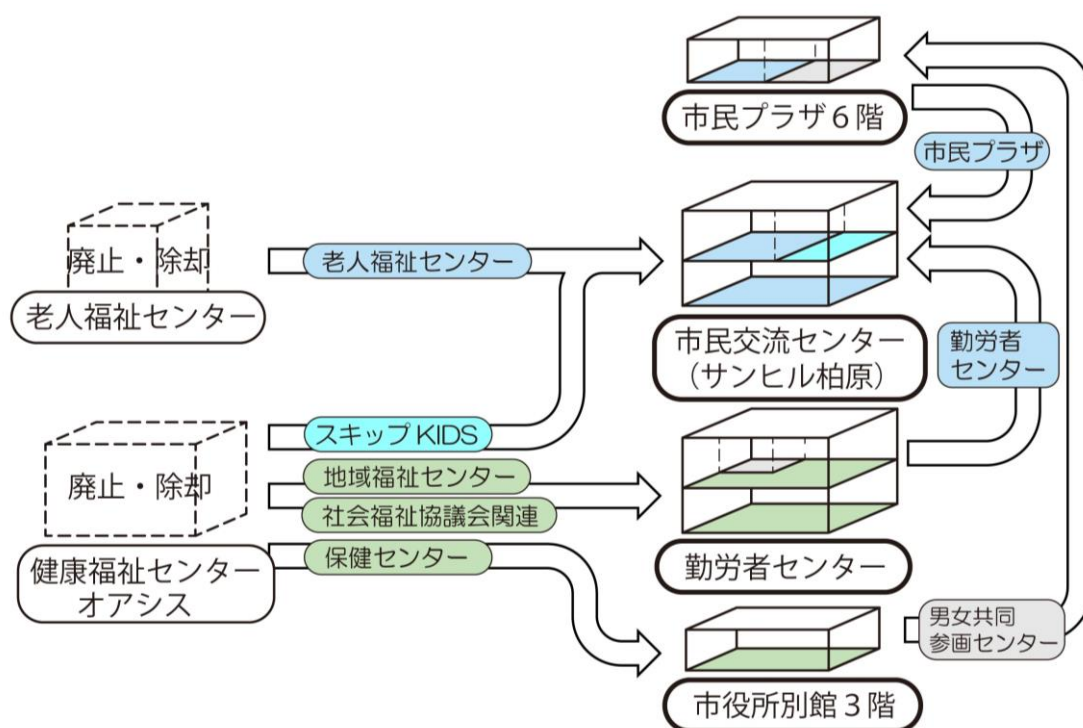 市民プラザ6階
市民プラザ
廃止・除却
老人福祉センター
老人福祉センター
市民交流センター
（サンヒル柏原）
勤労者
センター
スキップKIDS
地域福祉センター
社会福祉協議会関連
保健センター
廃止・除却
健康福祉センター
オアシス
勤労者センター
男女共同
参画センター
市役所別館3階